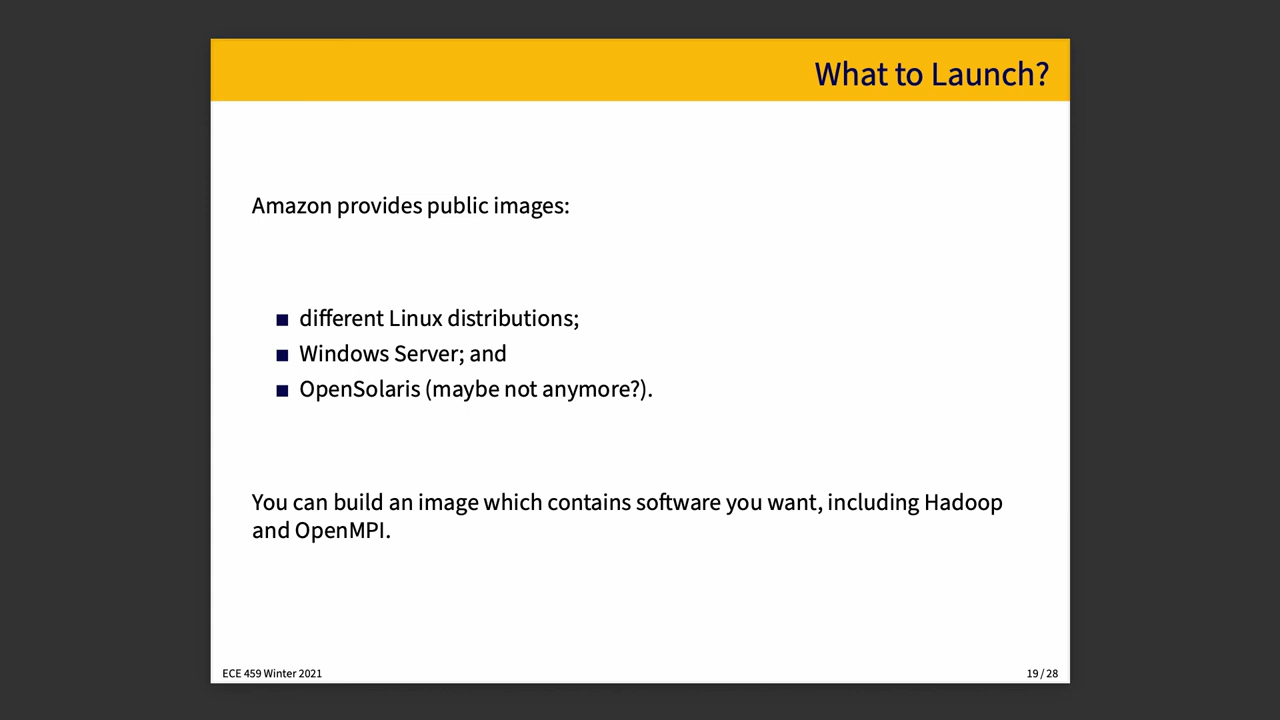 What to Launch?
Amazon provides public images:
different Linux distributions;
Windows Server; and
OpenSolaris (maybe not anymore?).
You can build an image which contains software you want, including Hadoop
and OpenMPI.
ECE 459 Winter 2021
19 / 28